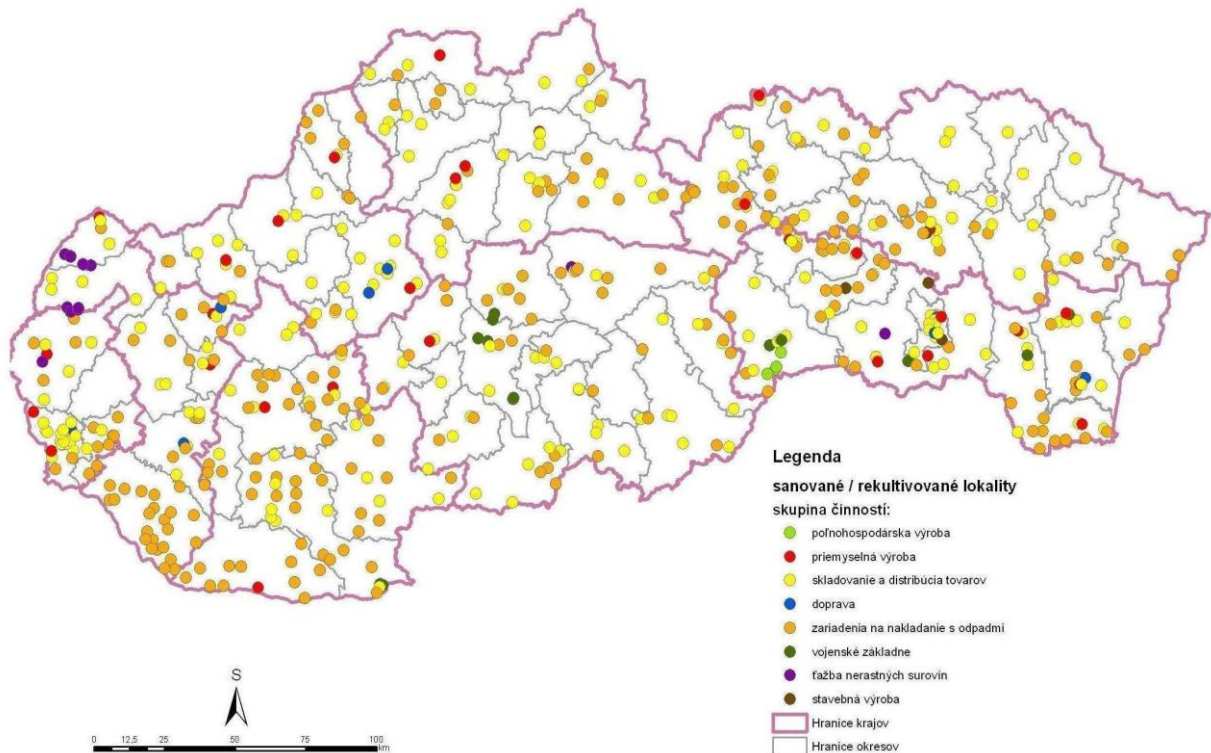 Legenda
sanované / rekultivované lokality
skupina činností:
poľnohospodárska výroba
priemyselná výroba
skladovanie a distribúcia tovarov
doprava
zariadenia na nakladanie s odpadmi
vojenské základne
ťažba nerastných surovín
stavebná výroba
Hranice krajov
Hranice okresov
S
0 12,5 25 50 75 100
km